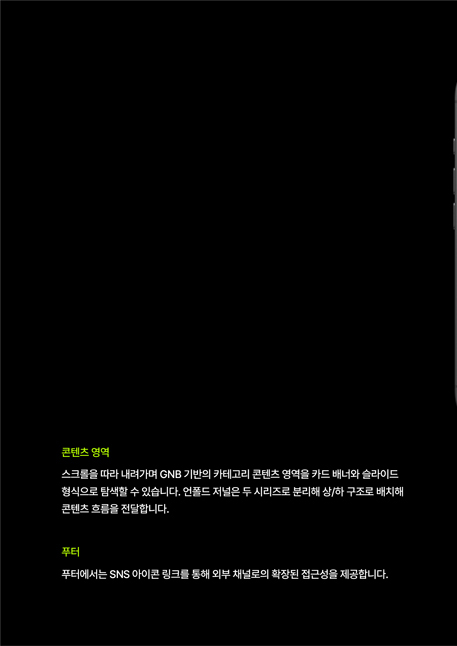 콘텐츠 영역
스크롤을 따라 내려가며 GNB 기반의 카테고리 콘텐츠 영역을 카드 배너와 슬라이드
형식으로 탐색할 수 있습니다. 언폴드 저널은 두 시리즈로 분리해 상/하 구조로 배치해
콘텐츠 흐름을 전달합니다.
푸터
푸터에서는 SNS 아이콘 링크를 통해 외부 채널로의 확장된 접근성을 제공합니다.